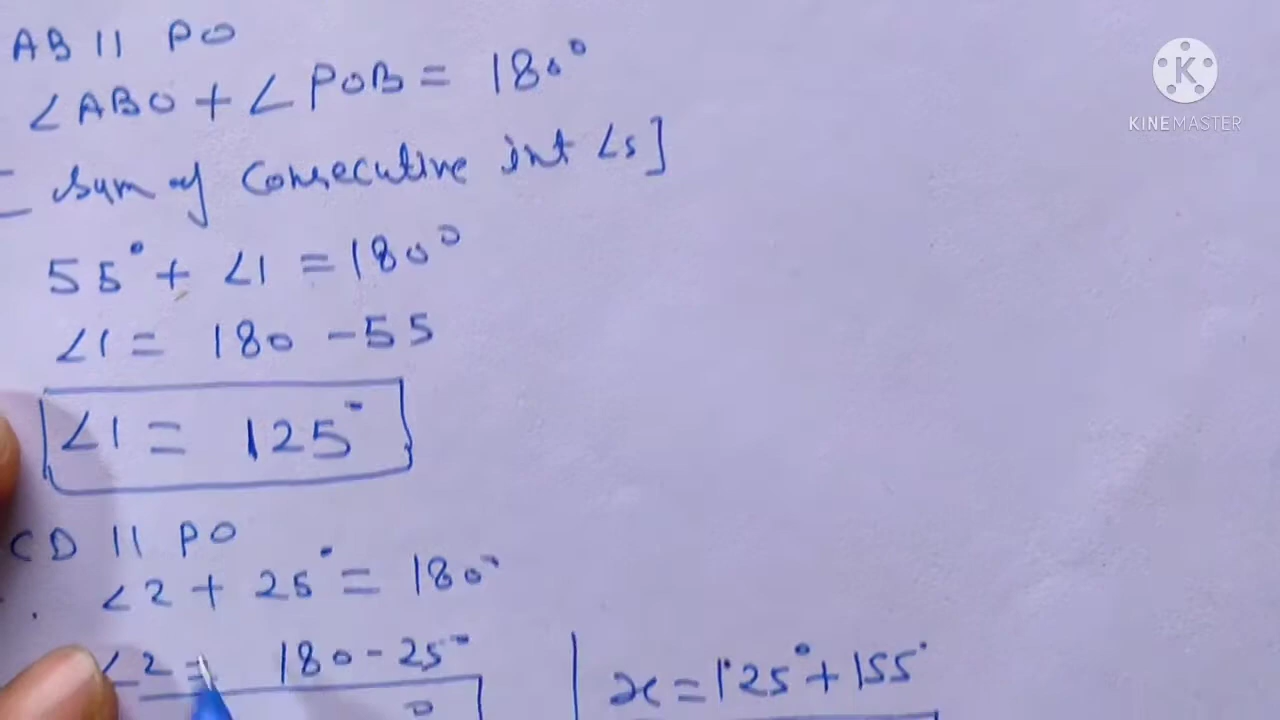 AB || PO
∠ABO + ∠POB = 180°
[ Sum of Consecutive int ∠s]
55° + ∠1 = 180°
∠1 = 180 - 55
∠1 = 125°
CD || PO
∠2 + 25° = 180°
∠2 = 180 - 25°
x = 125° + 155°
K
KINEMASTER